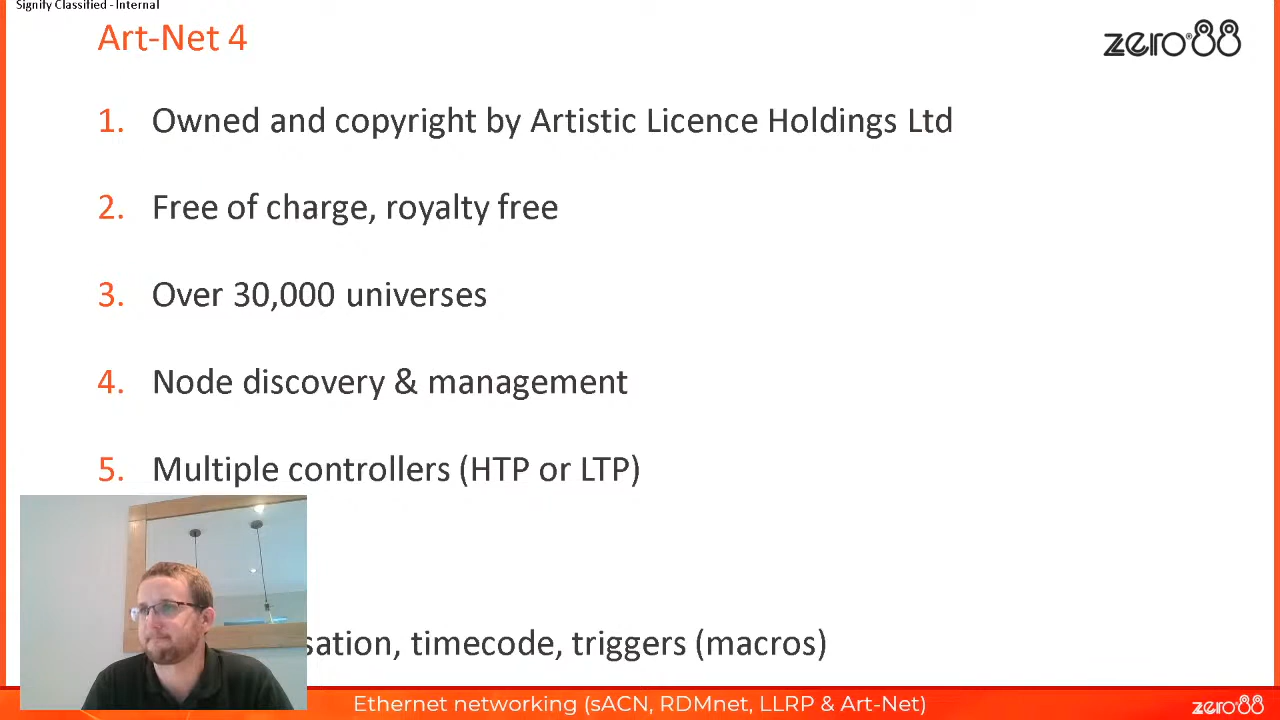 Signify Classified - Internal
Art-Net 4
zero®88
1. Owned and copyright by Artistic Licence Holdings Ltd
2. Free of charge, royalty free
3. Over 30,000 universes
4. Node discovery & management
5. Multiple controllers (HTP or LTP)
sation, timecode, triggers (macros)
Ethernet networking (sACN, RDMnet, LLRP & Art-Net)
zero88